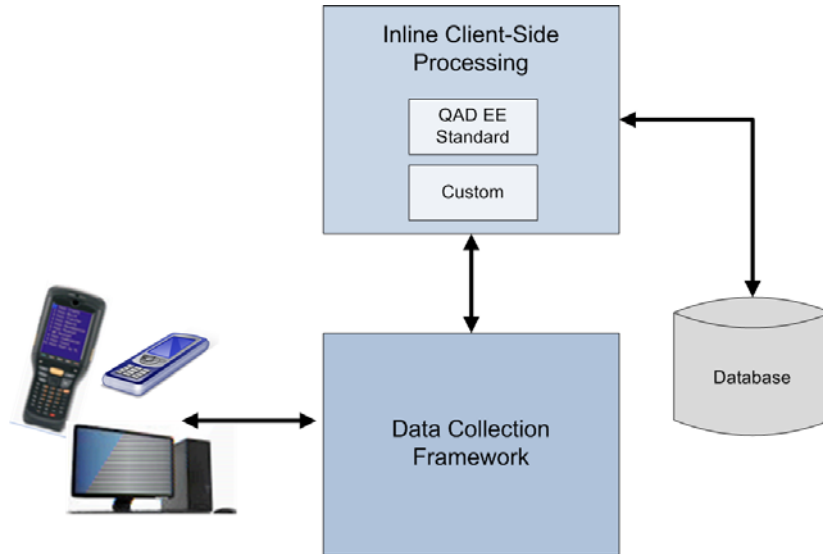 Inline Client-Side
Processing
QAD EE
Standard
Custom
Database
Data Collection
Framework